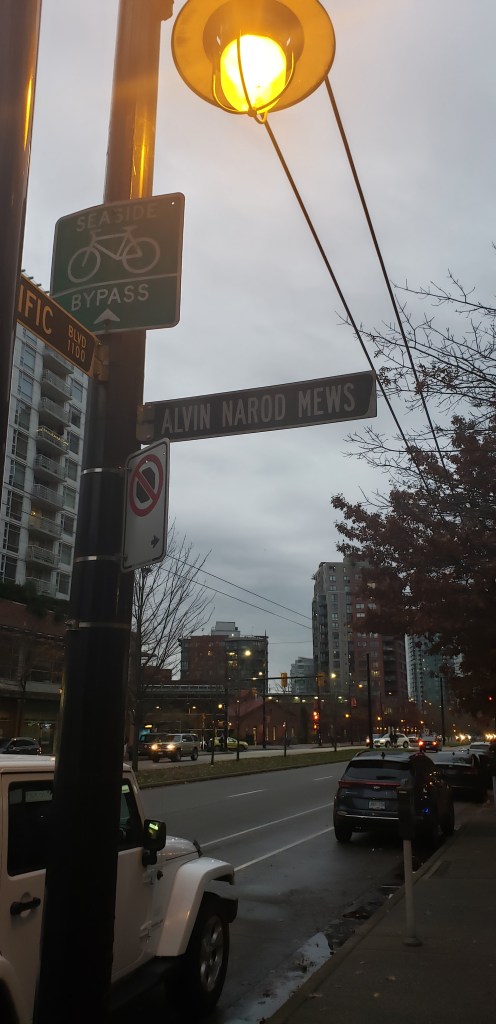 SEASIDE
BYPASS
IFIC BLVD
1100
ALVIN NAROD MEWS